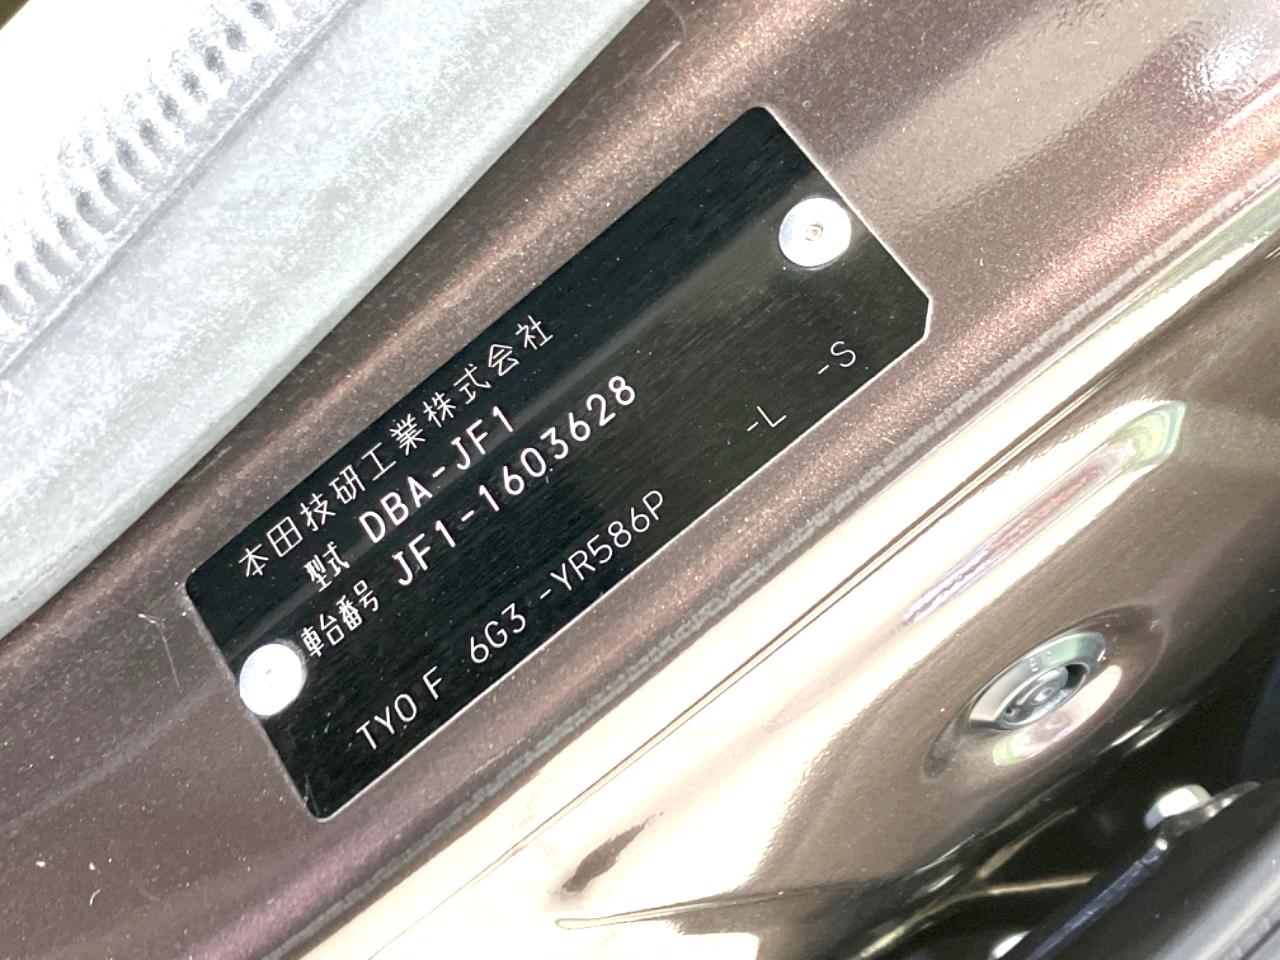 本田技研工業株式会社
型式 DBA-JF1
車台番号 JF1-1603628
TY0 F 6G3 -YR586P -L -S